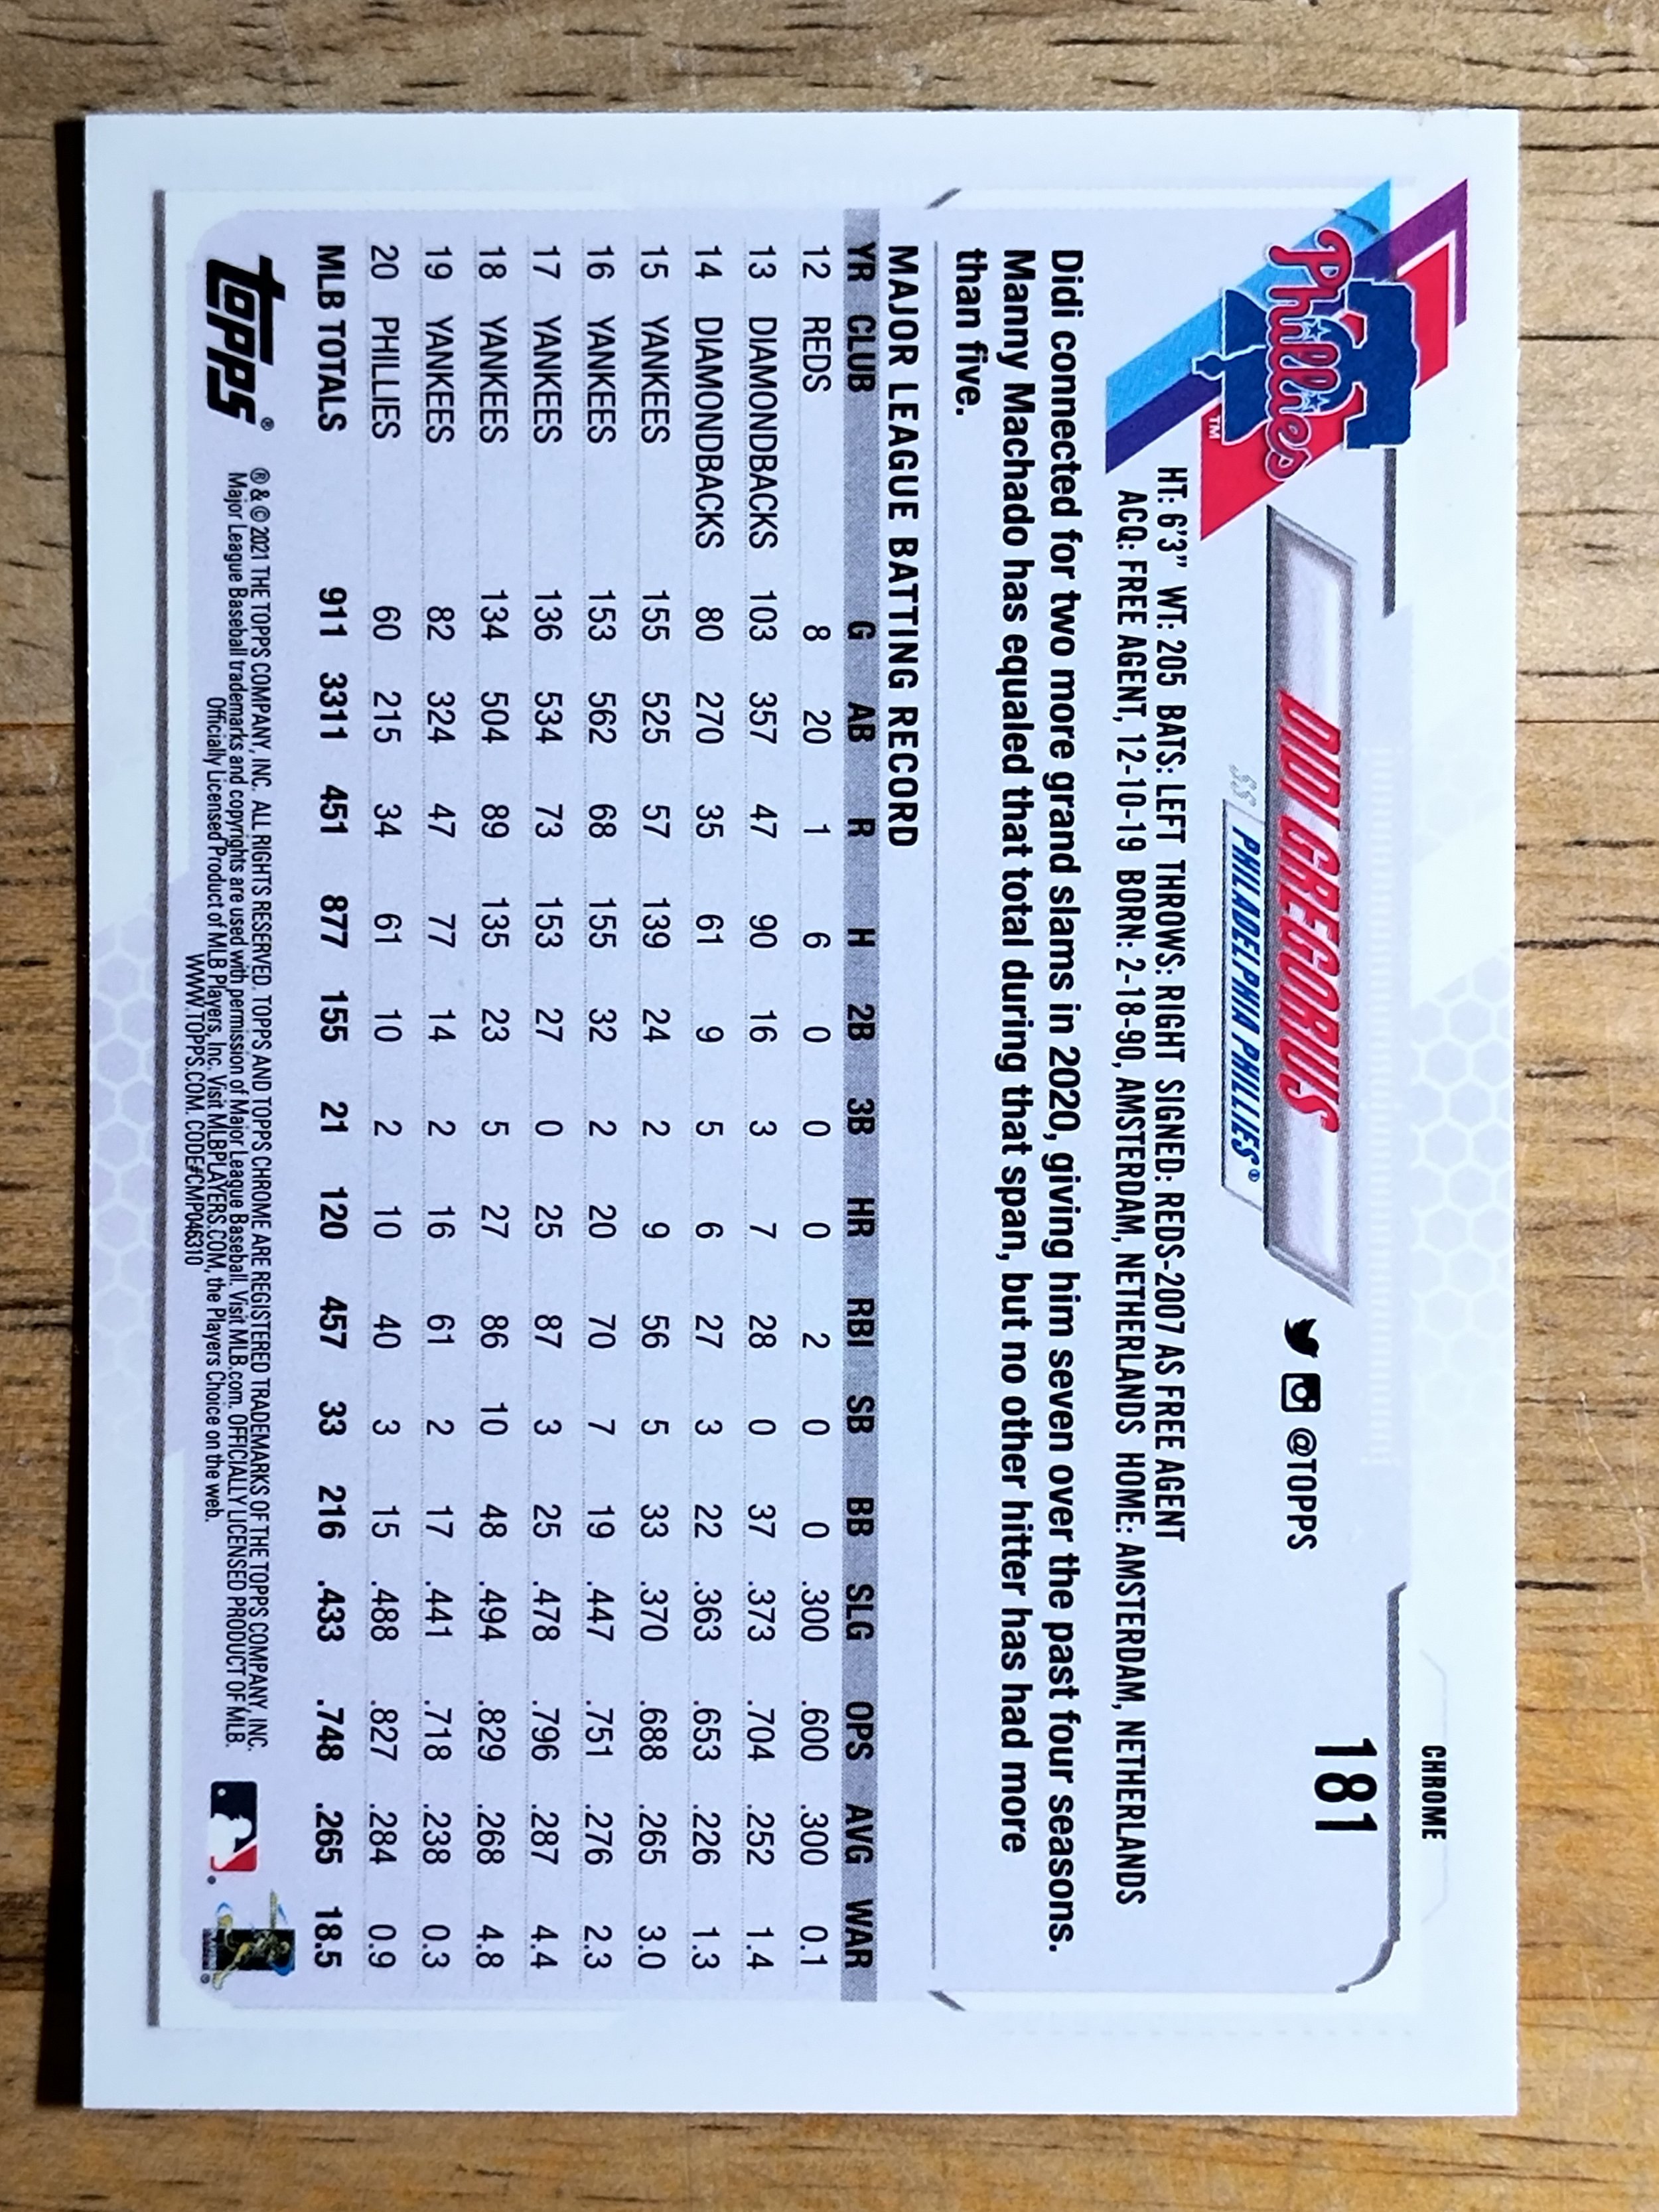 CHROME
181
Phillies™
DIDI GREGORIUS
@TOPPS
SS PHILADELPHIA PHILLIES®
HT: 6'3" WT: 205 BATS: LEFT THROWS: RIGHT SIGNED: REDS-2007 AS FREE AGENT
ACQ: FREE AGENT, 12-10-19 BORN: 2-18-90, AMSTERDAM, NETHERLANDS HOME: AMSTERDAM, NETHERLANDS
Didi connected for two more grand slams in 2020, giving him seven over the past four seasons.
Manny Machado has equaled that total during that span, but no other hitter has had more
than five.
MAJOR LEAGUE BATTING RECORD
YR CLUB G AB R H 2B 3B HR RBI SB BB SLG OPS AVG WAR
12 REDS 8 20 1 6 0 0 0 2 0 0 .300 .600 .300 0.1
13 DIAMONDBACKS 103 357 47 90 16 3 7 28 0 37 .373 .704 .252 1.4
14 DIAMONDBACKS 80 270 35 61 9 5 6 27 3 22 .363 .653 .226 1.3
15 YANKEES 155 525 57 139 24 2 9 56 5 33 .370 .688 .265 3.0
16 YANKEES 153 562 68 155 32 2 20 70 7 19 .447 .751 .276 2.3
17 YANKEES 136 534 73 153 27 0 25 87 3 25 .478 .796 .287 4.4
18 YANKEES 134 504 89 135 23 5 27 86 10 48 .494 .829 .268 4.8
19 YANKEES 82 324 47 77 14 2 16 61 2 17 .441 .718 .238 0.3
20 PHILLIES 60 215 34 61 10 2 10 40 3 15 .488 .827 .284 0.9
MLB TOTALS 911 3311 451 877 155 21 120 457 33 216 .433 .748 .265 18.5
topps®
® & © 2021 THE TOPPS COMPANY, INC. ALL RIGHTS RESERVED. TOPPS AND TOPPS CHROME ARE REGISTERED TRADEMARKS OF THE TOPPS COMPANY, INC.
Major League Baseball trademarks and copyrights are used with permission of Major League Baseball. Visit MLB.com. OFFICIALLY LICENSED PRODUCT OF MLB.
Officially Licensed Product of MLB Players, Inc. Visit MLBPLAYERS.COM, the Players Choice on the web.
WWW.TOPPS.COM. CODE#CMP046310